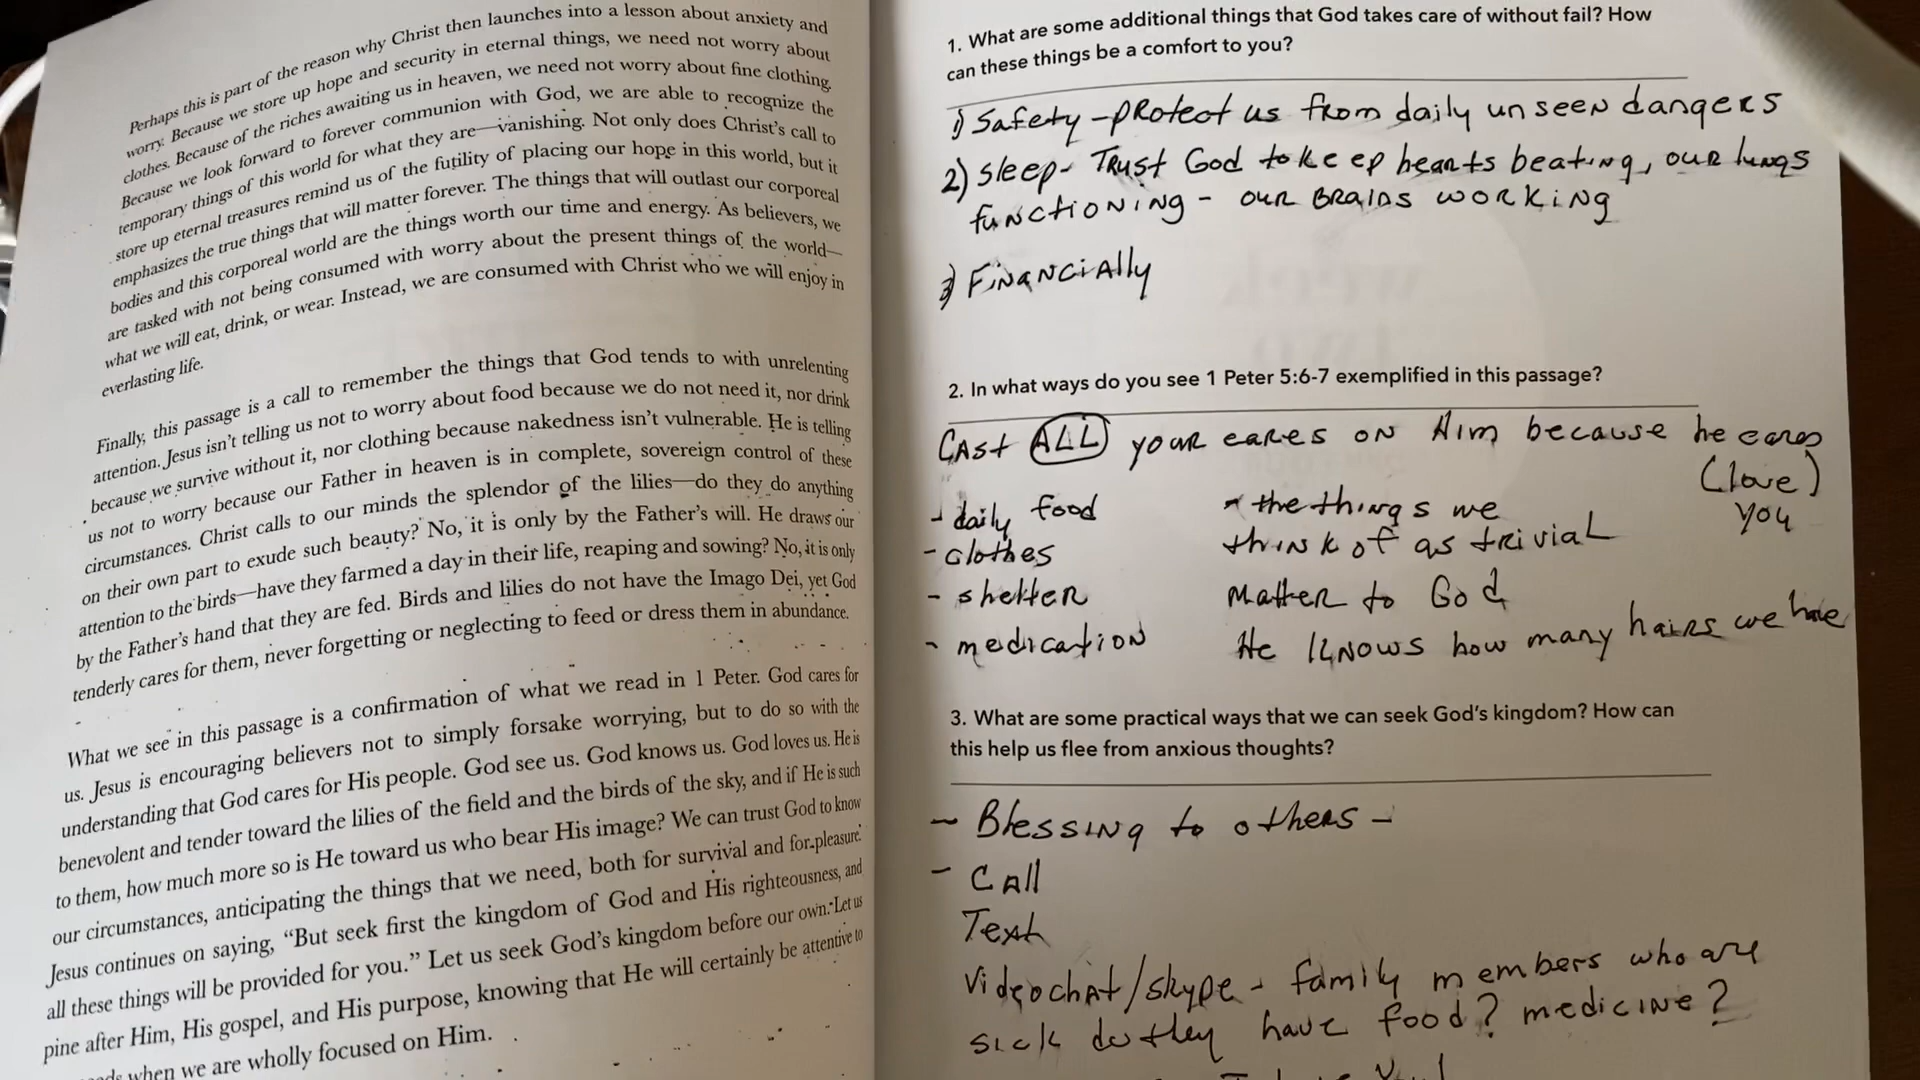 Perhaps this is part of the reason why Christ then launches into a lesson about anxiety and
worry. Because we store up hope and security in eternal things, we need not worry about
clothes. Because of the riches awaiting us in heaven, we need not worry about fine clothing.
Because we look forward to forever communion with God, we are able to recognize the
temporary things of this world for what they are—vanishing. Not only does Christ's call to
store up eternal treasures remind us of the futility of placing our hope in this world, but it
emphasizes the true things that will matter forever. The things that will outlast our corporeal
bodies and this corporeal world are the things worth our time and energy. As believers, we
are tasked with not being consumed with worry about the present things of the world—
what we will eat, drink, or wear. Instead, we are consumed with Christ who we will enjoy in
everlasting life.
Finally, this passage is a call to remember the things that God tends to with unrelenting
attention. Jesus isn't telling us not to worry about food because we do not need it, nor drink
because we survive without it, nor clothing because nakedness isn't vulnerable. He is telling
us not to worry because our Father in heaven is in complete, sovereign control of these
circumstances. Christ calls to our minds the splendor of the lilies—do they do anything
on their own part to exude such beauty? No, it is only by the Father's will. He draws our
attention to the birds—have they farmed a day in their life, reaping and sowing? No, it is only
by the Father's hand that they are fed. Birds and lilies do not have the Imago Dei, yet God
tenderly cares for them, never forgetting or neglecting to feed or dress them in abundance.
What we see in this passage is a confirmation of what we read in 1 Peter. God cares for
us. Jesus is encouraging believers not to simply forsake worrying, but to do so with the
understanding that God cares for His people. God see us. God knows us. God loves us. He is
benevolent and tender toward the lilies of the field and the birds of the sky, and if He is such
to them, how much more so is He toward us who bear His image? We can trust God to know
our circumstances, anticipating the things that we need, both for survival and for pleasure.
Jesus continues on saying, “But seek first the kingdom of God and His righteousness, and
all these things will be provided for you.” Let us seek God's kingdom before our own. Let us
pine after Him, His gospel, and His purpose, knowing that He will certainly be attentive to
when we are wholly focused on Him.
1. What are some additional things that God takes care of without fail? How
can these things be a comfort to you?
1) Safety - protect us from daily unseen dangers
2) Sleep - Trust God to keep hearts beating, our lungs
functioning - our brains working
3) Financially
2. In what ways do you see 1 Peter 5:6-7 exemplified in this passage?
Cast ALL your cares on Him because he cares
(love)
you
- daily food
- clothes
- shelter
- medication
- the things we
think of as trivial
matter to God
He knows how many hairs we have
3. What are some practical ways that we can seek God's kingdom? How can
this help us flee from anxious thoughts?
- Blessing to others -
- Call
Text
Videochat/skype - family members who are
sick do they have food? medicine?